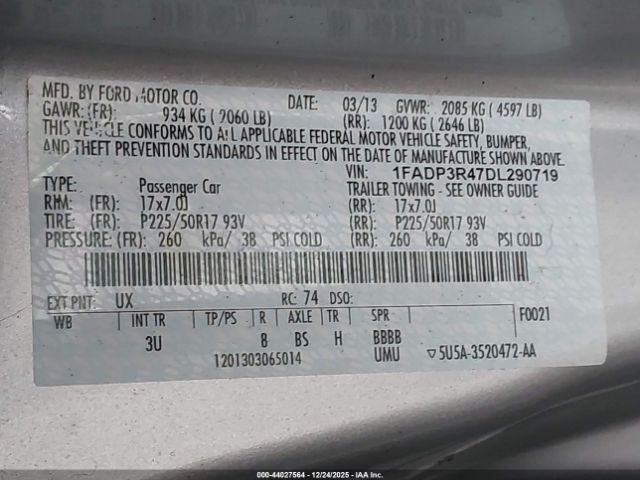 MFD. BY FORD MOTOR CO. DATE: 03/13 GVWR: 2085 KG ( 4597 LB)
GAWR: (FR): 934 KG ( 2060 LB) (RR): 1200 KG ( 2646 LB)
THIS VEHICLE CONFORMS TO ALL APPLICABLE FEDERAL MOTOR VEHICLE SAFETY, BUMPER,
AND THEFT PREVENTION STANDARDS IN EFFECT ON THE DATE OF MANUFACTURE SHOWN ABOVE.
VIN: 1FADP3R47DL290719
TYPE: Passenger Car TRAILER TOWING - SEE OWNER GUIDE
RIM: (FR): 17x7.0J (RR): 17x7.0J
TIRE: (FR): P225/50R17 93V (RR): P225/50R17 93V
PRESSURE: (FR): 260 kPa/ 38 PSI COLD (RR): 260 kPa/ 38 PSI COLD
EXT PNT: UX RC: 74 DSO: F0021
WB INT TR TP/PS R AXLE TR SPR
3U 8 BS H BBBB
1201303065014 UMU ▽5U5A-3520472-AA
000-44027564 • 12/24/2025 • IAA Inc.